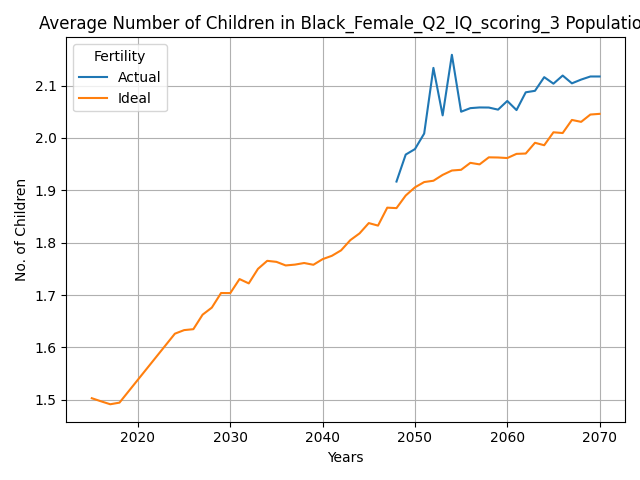 Average Number of Children in Black_Female_Q2_IQ_scoring_3 Populatio
Fertility
Actual
Ideal
No. of Children
2.1
2.0
1.9
1.8
1.7
1.6
1.5
2020 2030 2040 2050 2060 2070
Years